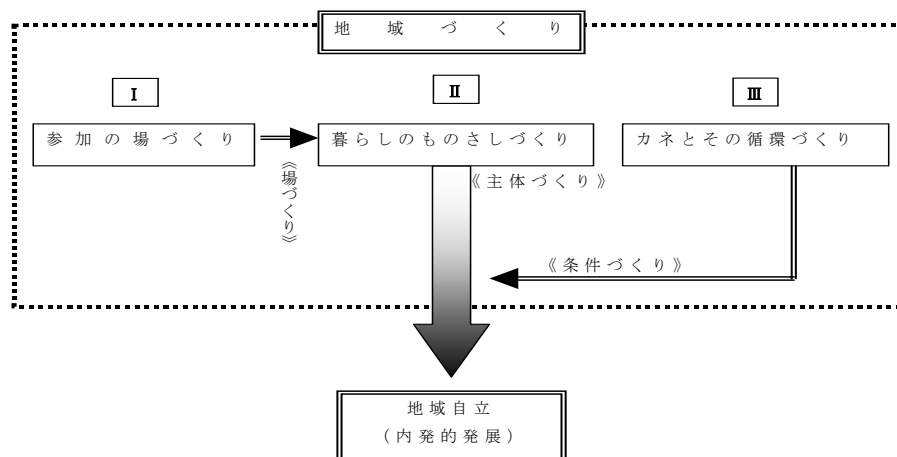 地域づくり
Ⅰ
Ⅱ
Ⅲ
参加の場づくり
暮らしのものさしづくり
カネとその循環づくり
《場づくり》
《主体づくり》
《条件づくり》
地域自立
(内発的発展)